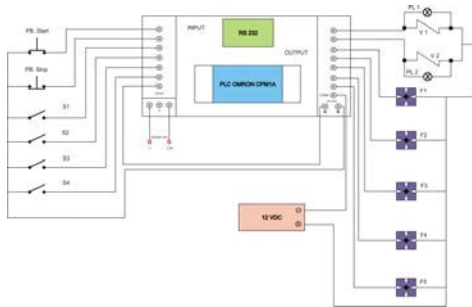 PB. Start
PB. Stop
S1
S2
S3
S4
INPUT
RS 232
OUTPUT
PLC OMRON CPM1A
12 VDC
PL 1
V 1
V 2
PL 2
F1
F2
F3
F4
F5